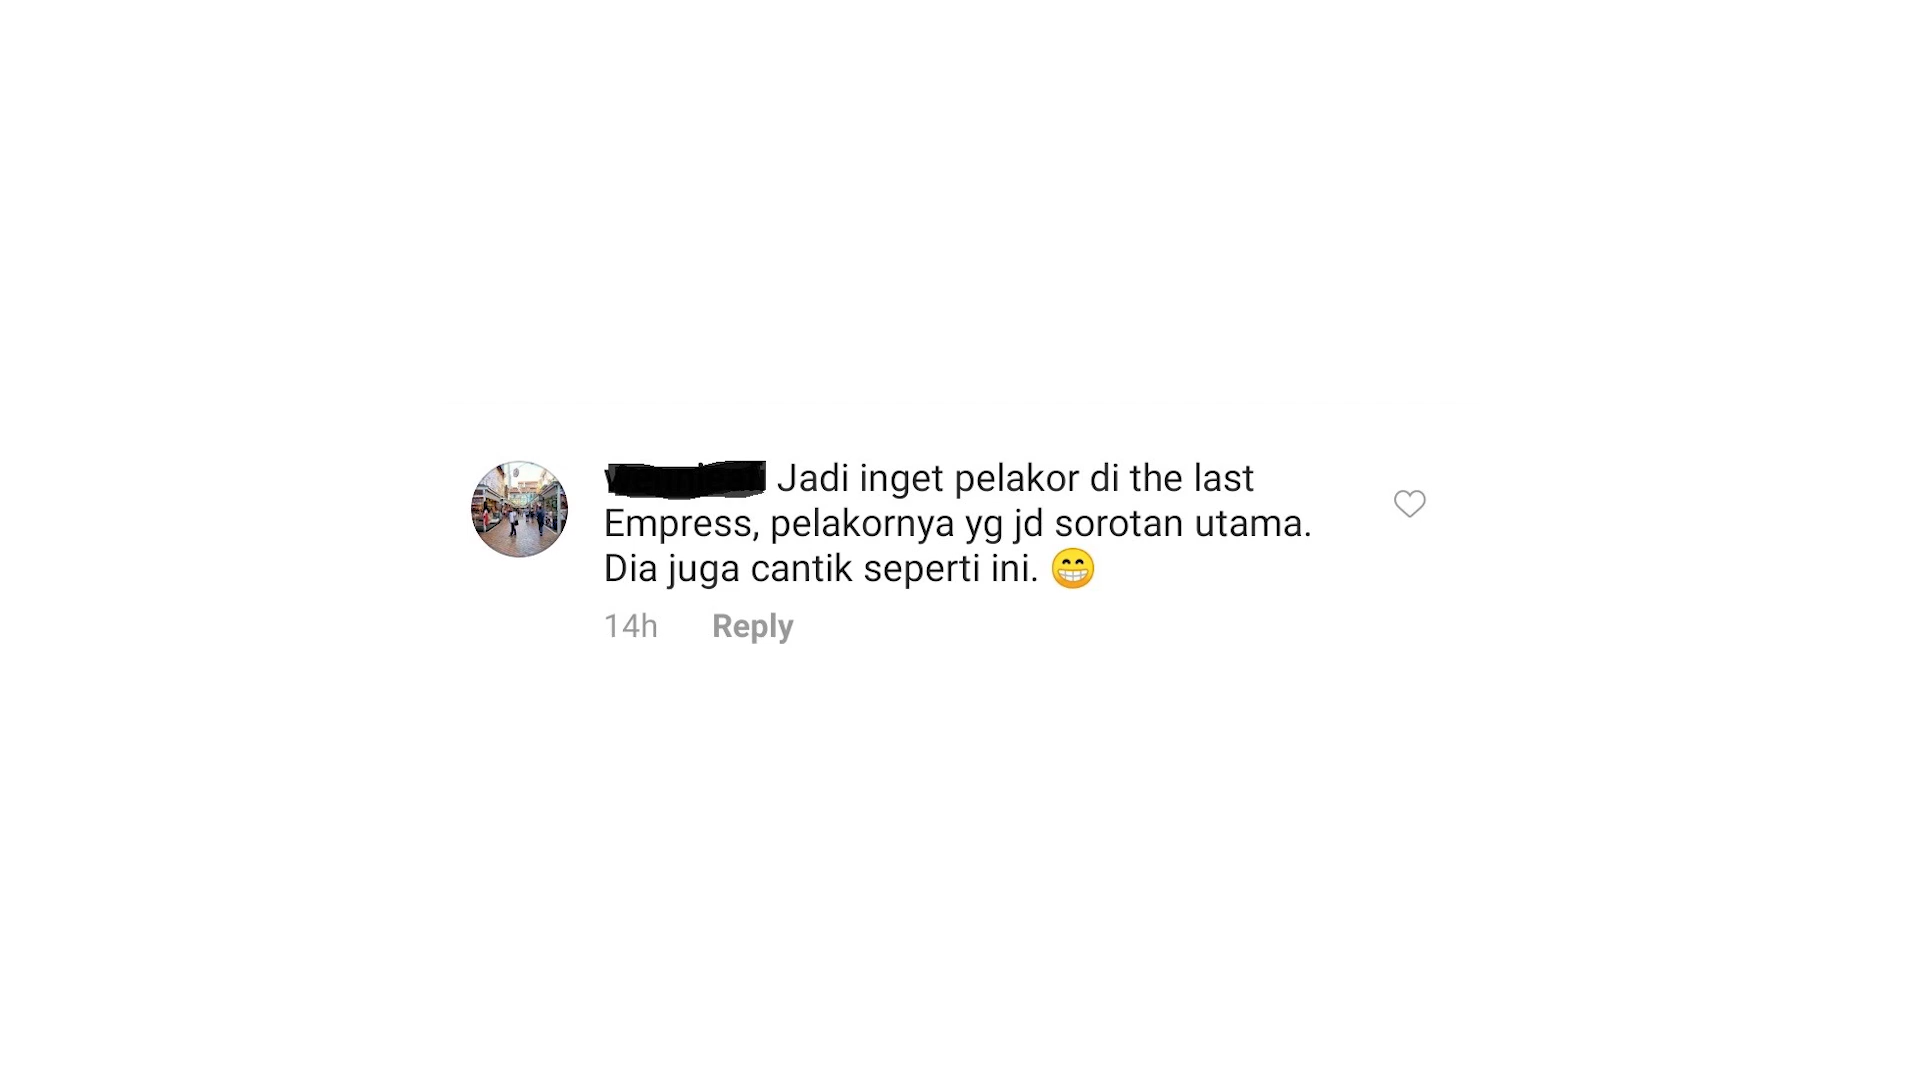 Jadi inget pelakor di the last
Empress, pelakornya yg jd sorotan utama.
Dia juga cantik seperti ini. 😁
14h Reply